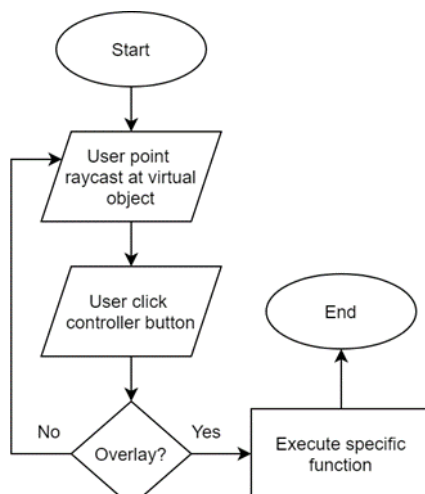 Start
User point
raycast at virtual
object
User click
controller button
End
No
Yes
Overlay?
Execute specific
function